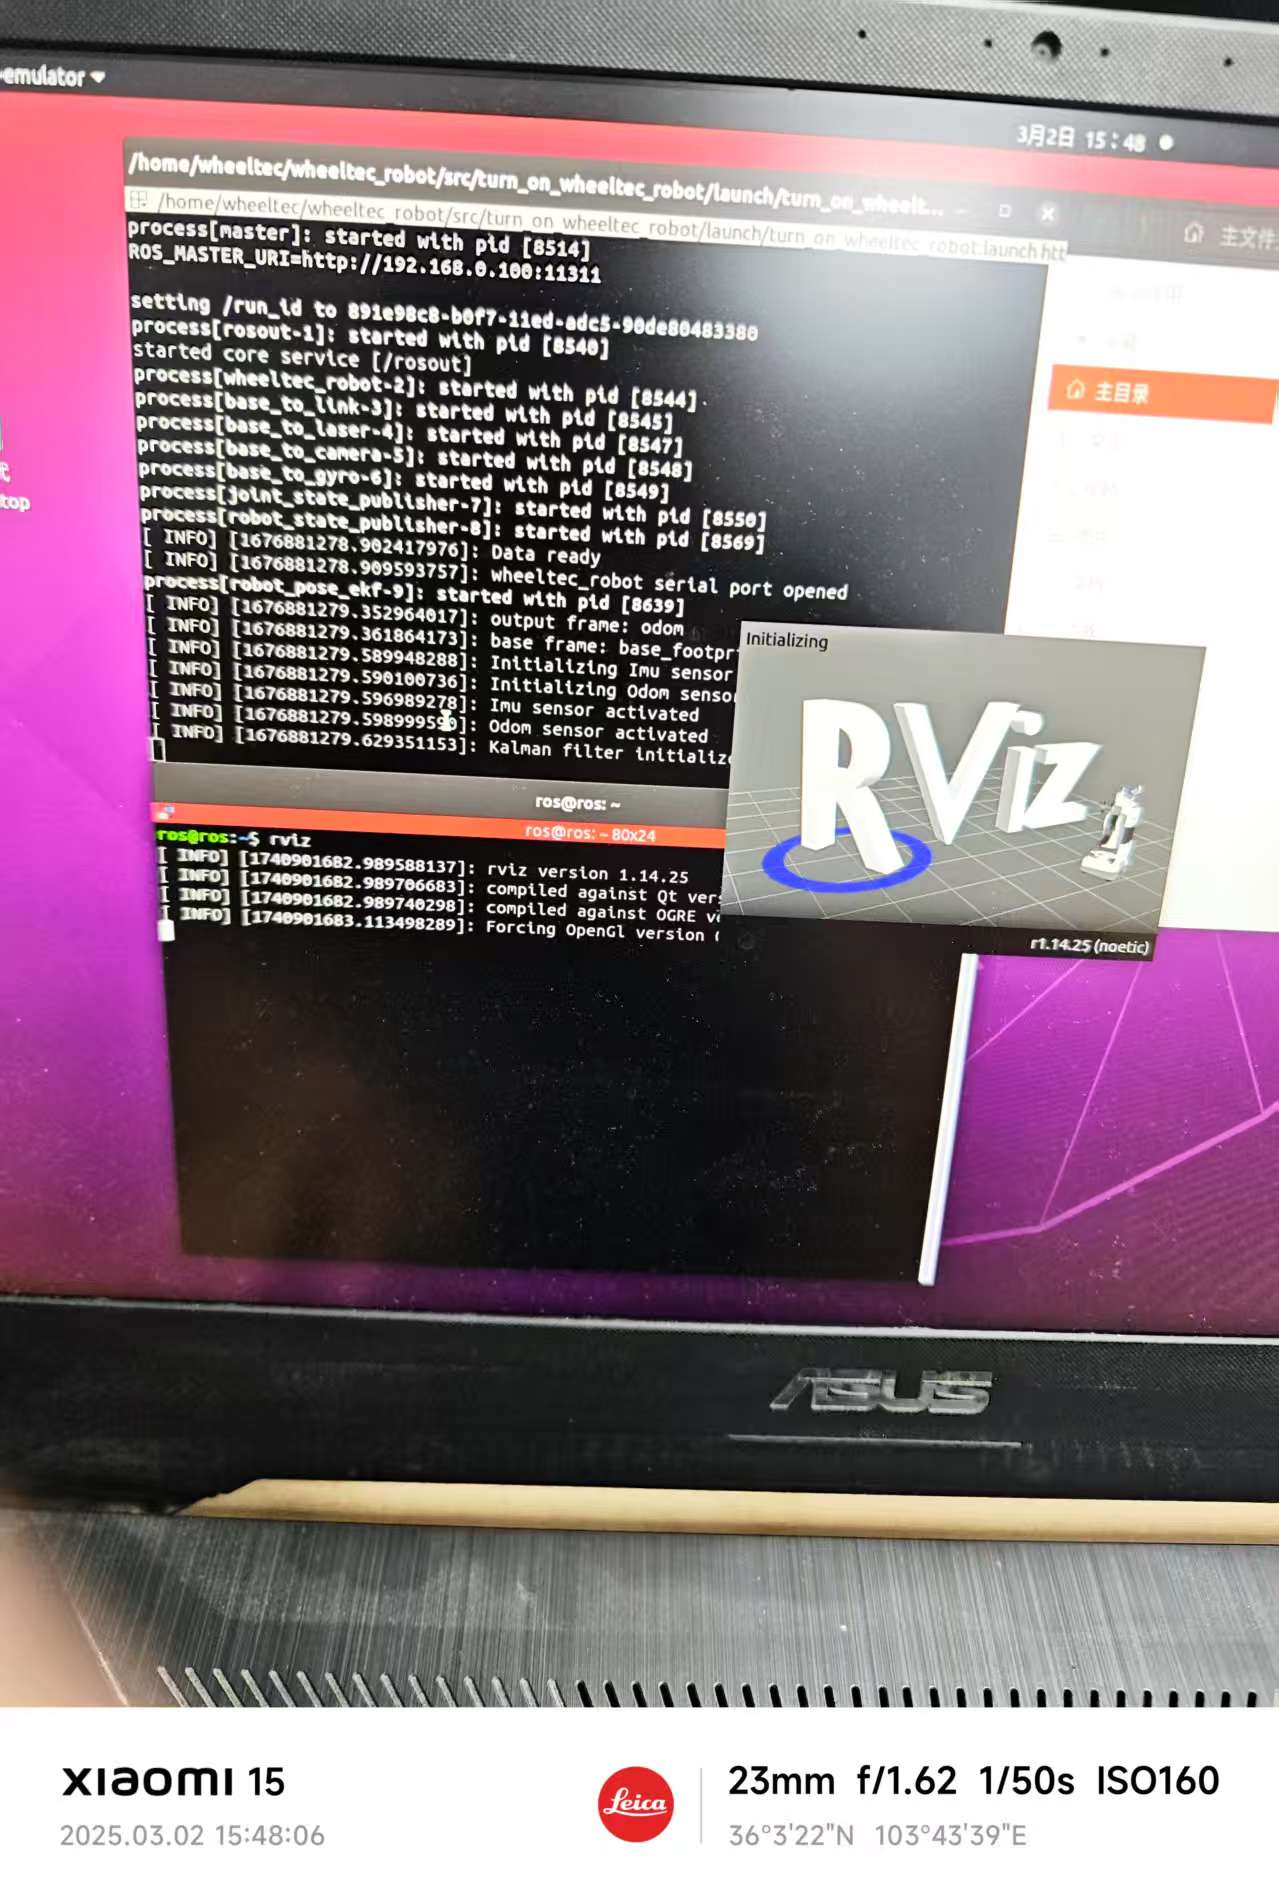 -emulator
3月2日 15：48
/home/wheeltec/wheeltec_robot/src/turn_on_wheeltec_robot/launch/turn_on_wheelt...
/home/wheeltec/wheeltec_robot/src/turn_on_wheeltec_robot/launch/turn_on_wheeltec_robot.launch htt
主文件
process[master]: started with pid [8514]
ROS_MASTER_URI=http://192.168.0.100:11311
setting /run_id to 891e98c8-b0f7-11ed-adc5-90de80483380
process[rosout-1]: started with pid [8540]
started core service [/rosout]
process[wheeltec_robot-2]: started with pid [8544]
process[base_to_link-3]: started with pid [8545]
process[base_to_laser-4]: started with pid [8547]
process[base_to_camera-5]: started with pid [8548]
process[base_to_gyro-6]: started with pid [8549]
process[joint_state_publisher-7]: started with pid [8550]
process[robot_state_publisher-8]: started with pid [8569]
[ INFO] [1676881278.902417976]: Data ready
[ INFO] [1676881278.909593757]: wheeltec_robot serial port opened
process[robot_pose_ekf-9]: started with pid [8639]
[ INFO] [1676881279.352964017]: output frame: odom
[ INFO] [1676881279.361864173]: base frame: base_footpr
[ INFO] [1676881279.589948288]: Initializing Imu sensor
[ INFO] [1676881279.590100736]: Initializing Odom senso
[ INFO] [1676881279.596989278]: Imu sensor activated
[ INFO] [1676881279.598999590]: Odom sensor activated
[ INFO] [1676881279.629351153]: Kalman filter initialize
主目录
top
Initializing
RViz
r1.14.25 (noetic)
ros@ros: ~
ros@ros: ~ 80x24
ros@ros:~$ rviz
[ INFO] [1740901682.989588137]: rviz version 1.14.25
[ INFO] [1740901682.989706683]: compiled against Qt vers
[ INFO] [1740901682.989740298]: compiled against OGRE ve
[ INFO] [1740901683.113498289]: Forcing OpenGl version
ASUS
XIAOMI 15
2025.03.02 15:48:06
Leica
23mm f/1.62 1/50s ISO160
36°3'22"N 103°43'39"E